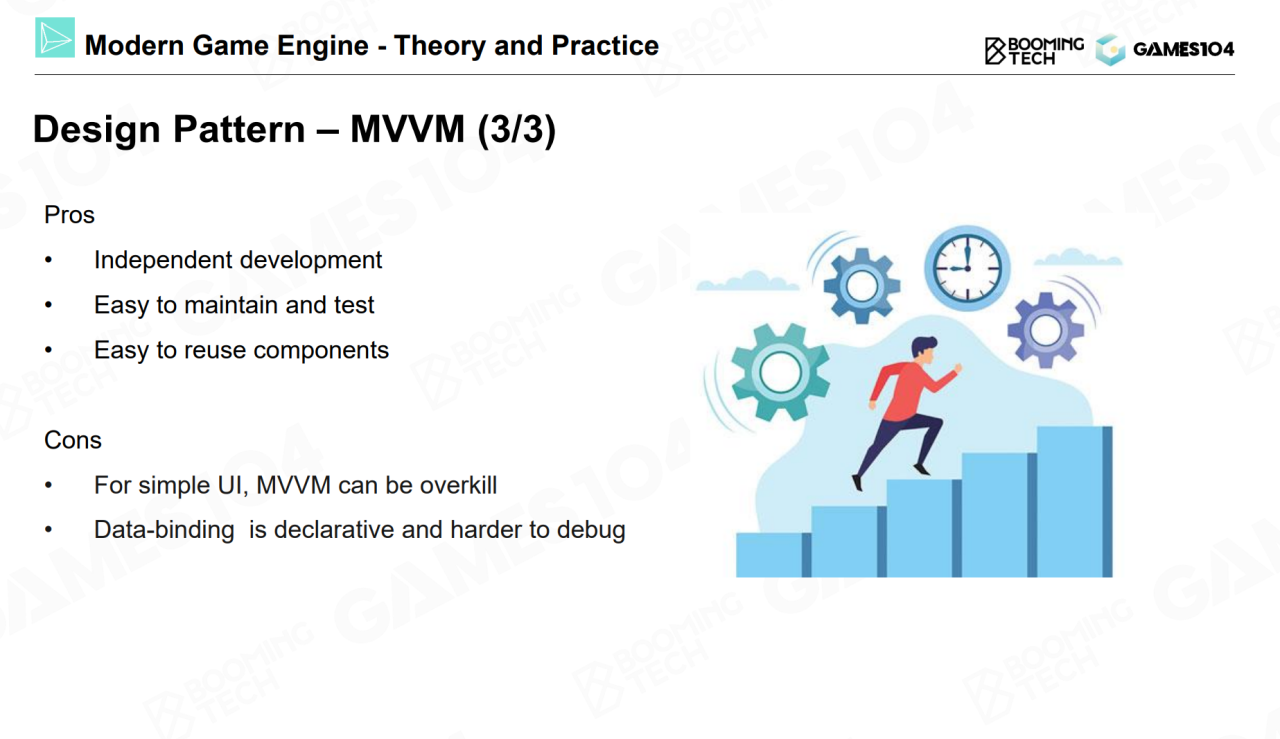 Modern Game Engine - Theory and Practice
BOOMING
TECH
GAMES104
Design Pattern – MVVM (3/3)
Pros
• Independent development
• Easy to maintain and test
• Easy to reuse components
Cons
• For simple UI, MVVM can be overkill
• Data-binding  is declarative and harder to debug